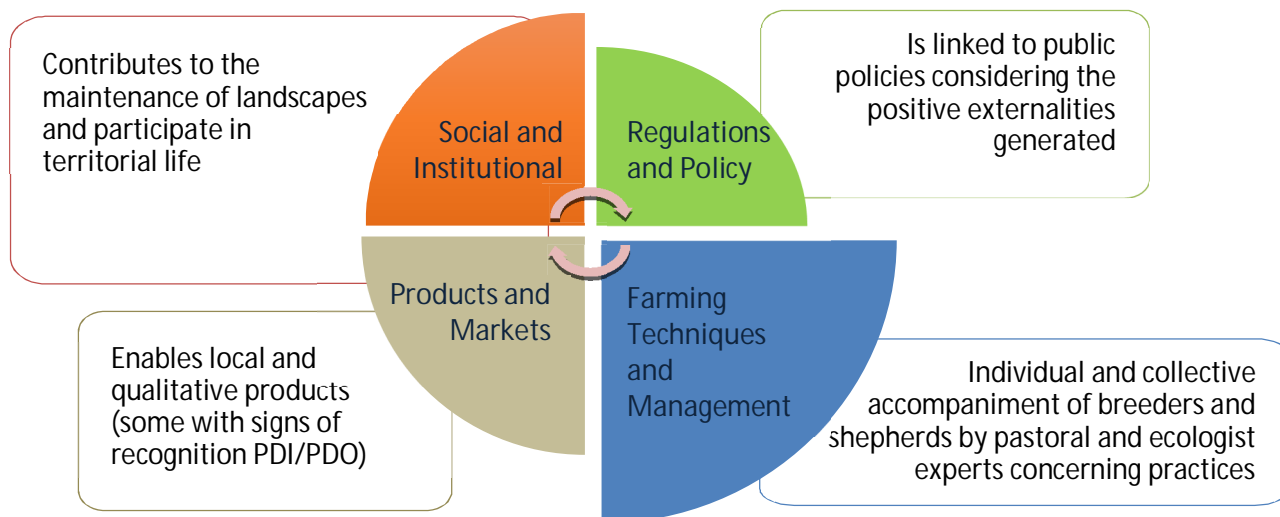 Contributes to the
maintenance of landscapes
and participate in
territorial life
Social and
Institutional
Regulations
and Policy
Is linked to public
policies considering the
positive externalities
generated
Products and
Markets
Farming
Techniques
and
Management
Enables local and
qualitative products
(some with signs of
recognition PDI/PDO)
Individual and collective
accompaniment of breeders and
shepherds by pastoral and ecologist
experts concerning practices